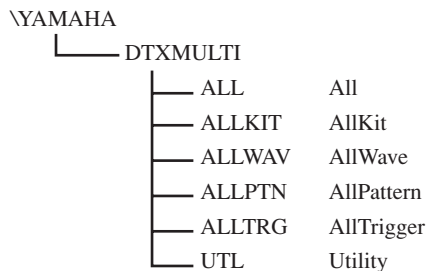 \YAMAHA
DTXMULTI
ALL All
ALLKIT AllKit
ALLWAV AllWave
ALLPTN AllPattern
ALLTRG AllTrigger
UTL Utility